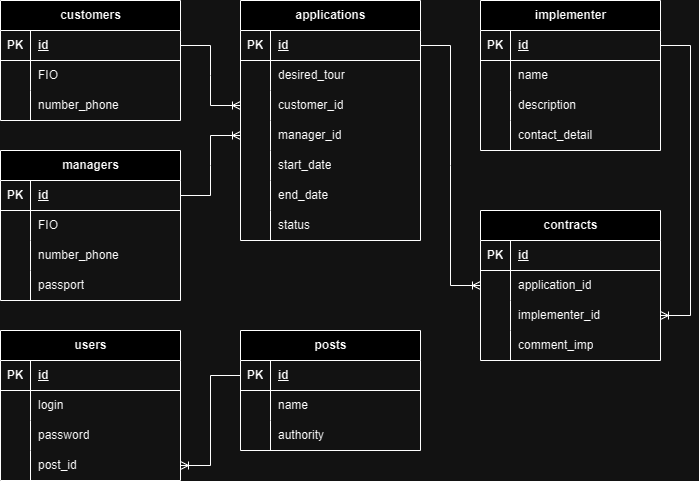 customers
PK id
FIO
number_phone
managers
PK id
FIO
number_phone
passport
users
PK id
login
password
post_id
applications
PK id
desired_tour
customer_id
manager_id
start_date
end_date
status
posts
PK id
name
authority
implementer
PK id
name
description
contact_detail
contracts
PK id
application_id
implementer_id
comment_imp